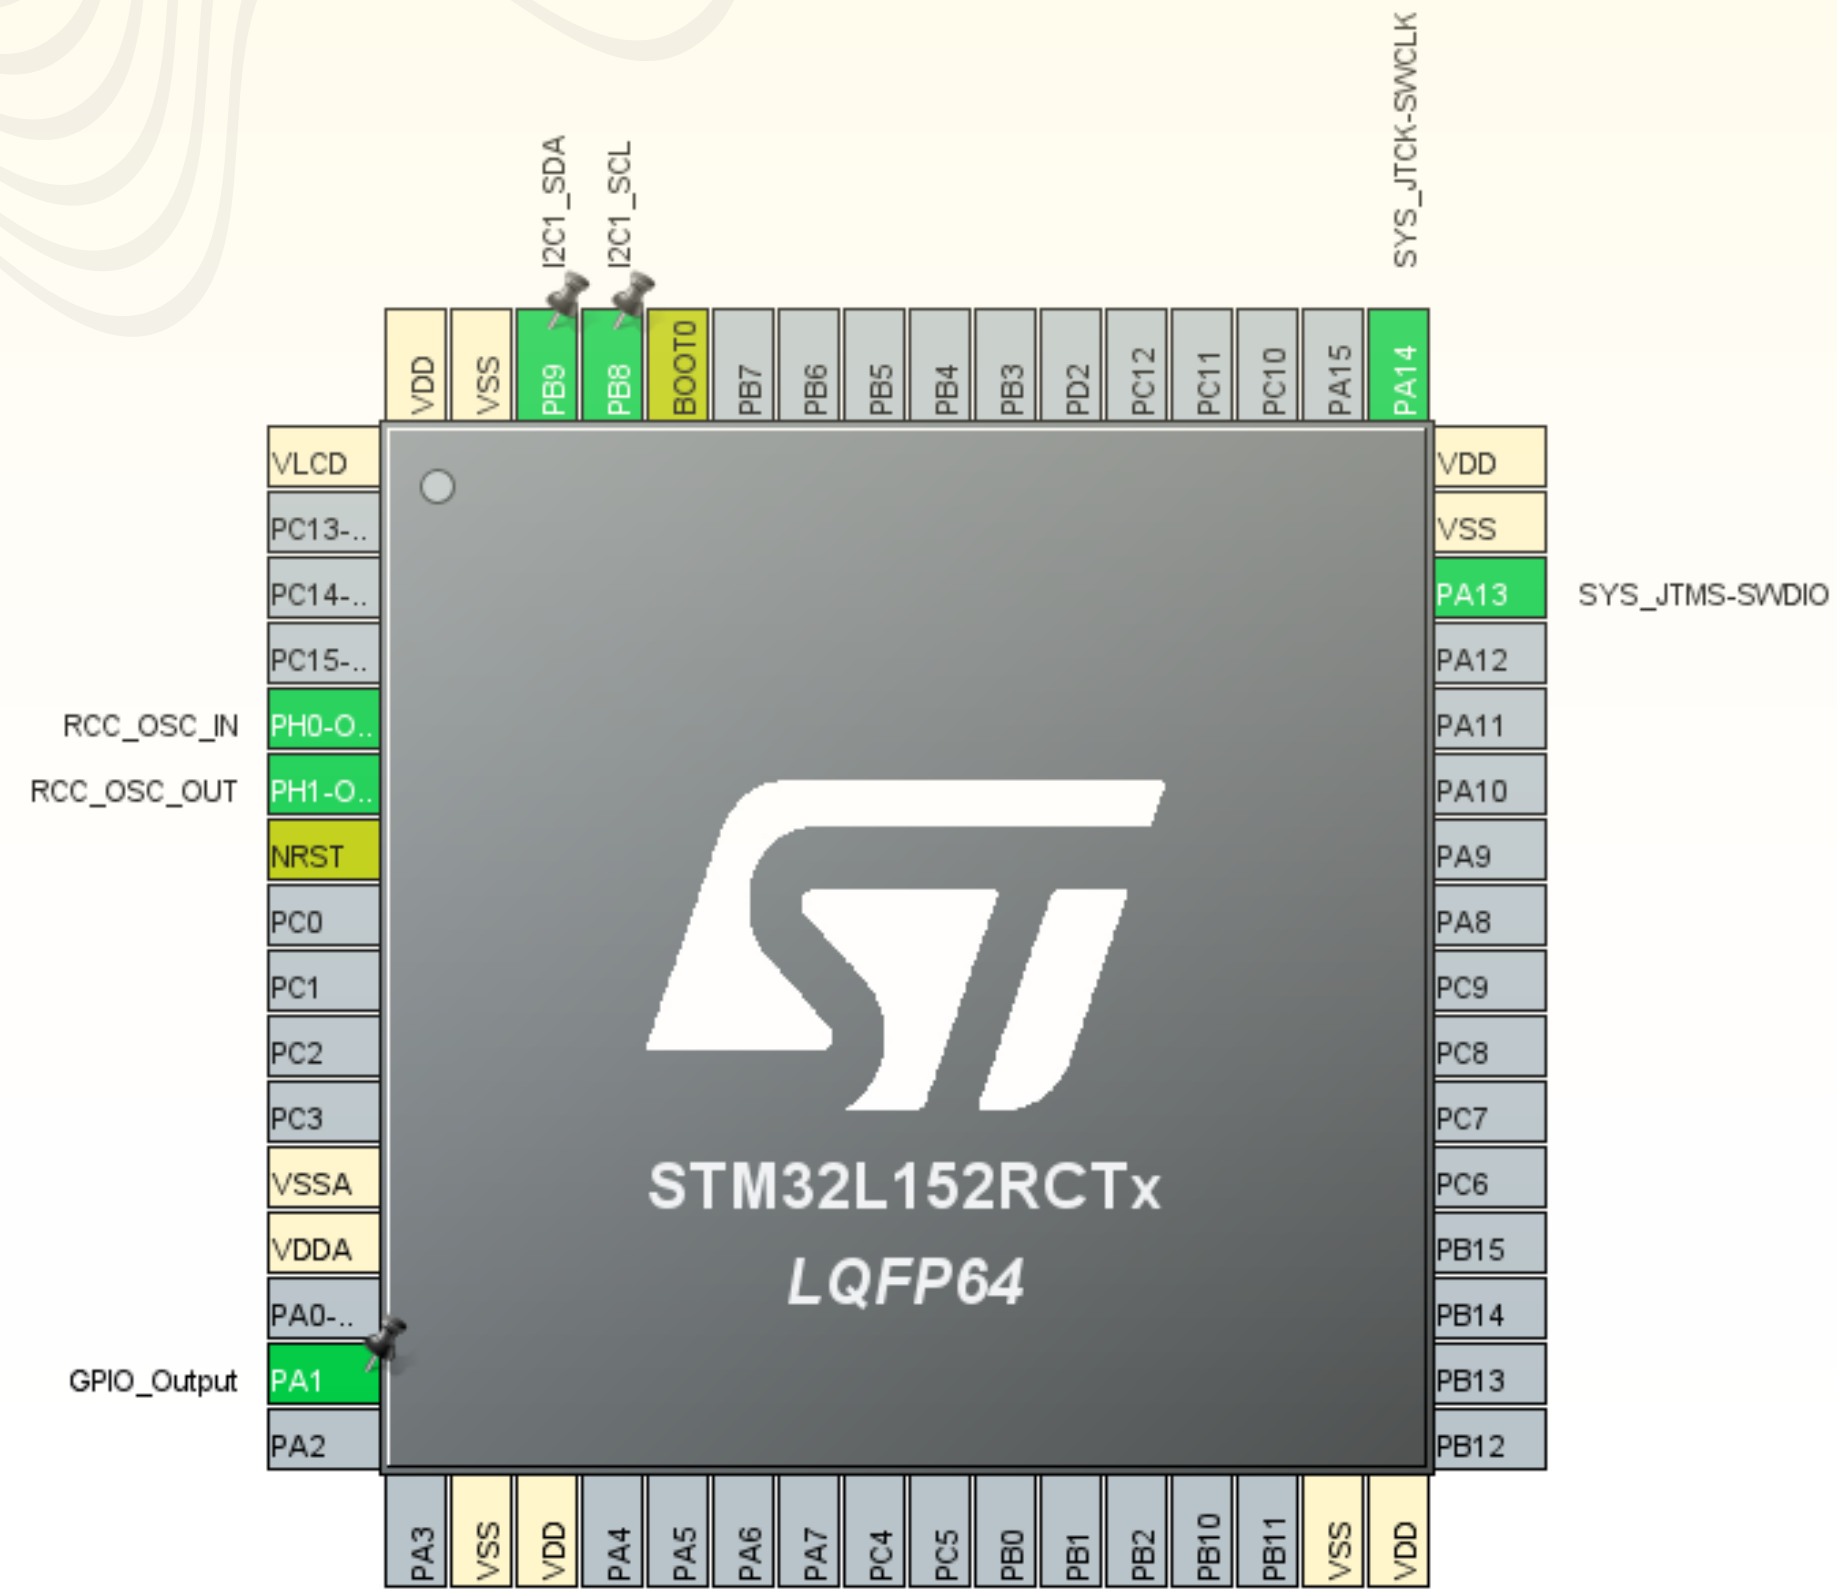 SYS_JTCK-SWCLK
I2C1_SDA
I2C1_SCL
VDD
VSS
PB9
PB8
BOOT0
PB7
PB6
PB5
PB4
PB3
PD2
PC12
PC11
PC10
PA15
PA14
VLCD
PC13-..
PC14-..
PC15-..
RCC_OSC_IN PH0-O..
RCC_OSC_OUT PH1-O..
NRST
PC0
PC1
PC2
PC3
VSSA
VDDA
PA0-..
GPIO_Output PA1
PA2
VDD
VSS
PA13 SYS_JTMS-SWDIO
PA12
PA11
PA10
PA9
PA8
PC9
PC8
PC7
PC6
PB15
PB14
PB13
PB12
ST
STM32L152RCTx
LQFP64
PA3
VSS
VDD
PA4
PA5
PA6
PA7
PC4
PC5
PB0
PB1
PB2
PB10
PB11
VSS
VDD